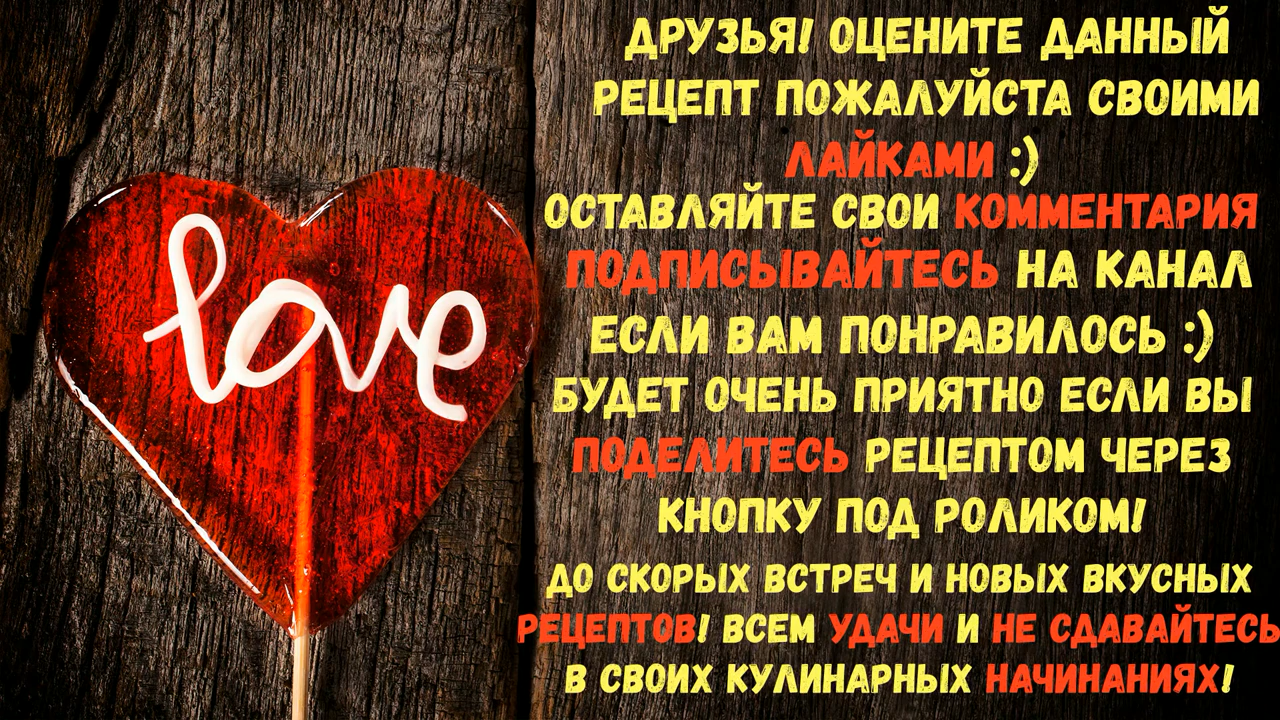 love
ДРУЗЬЯ! ОЦЕНИТЕ ДАННЫЙ
РЕЦЕПТ ПОЖАЛУЙСТА СВОИМИ
ЛАЙКАМИ :)
ОСТАВЛЯЙТЕ СВОИ КОММЕНТАРИЯ
ПОДПИСЫВАЙТЕСЬ НА КАНАЛ
ЕСЛИ ВАМ ПОНРАВИЛОСЬ :)
БУДЕТ ОЧЕНЬ ПРИЯТНО ЕСЛИ ВЫ
ПОДЕЛИТЕСЬ РЕЦЕПТОМ ЧЕРЕЗ
КНОПКУ ПОД РОЛИКОМ!
ДО СКОРЫХ ВСТРЕЧ И НОВЫХ ВКУСНЫХ
РЕЦЕПТОВ! ВСЕМ УДАЧИ И НЕ СДАВАЙТЕСЬ
В СВОИХ КУЛИНАРНЫХ НАЧИНАНИЯХ!